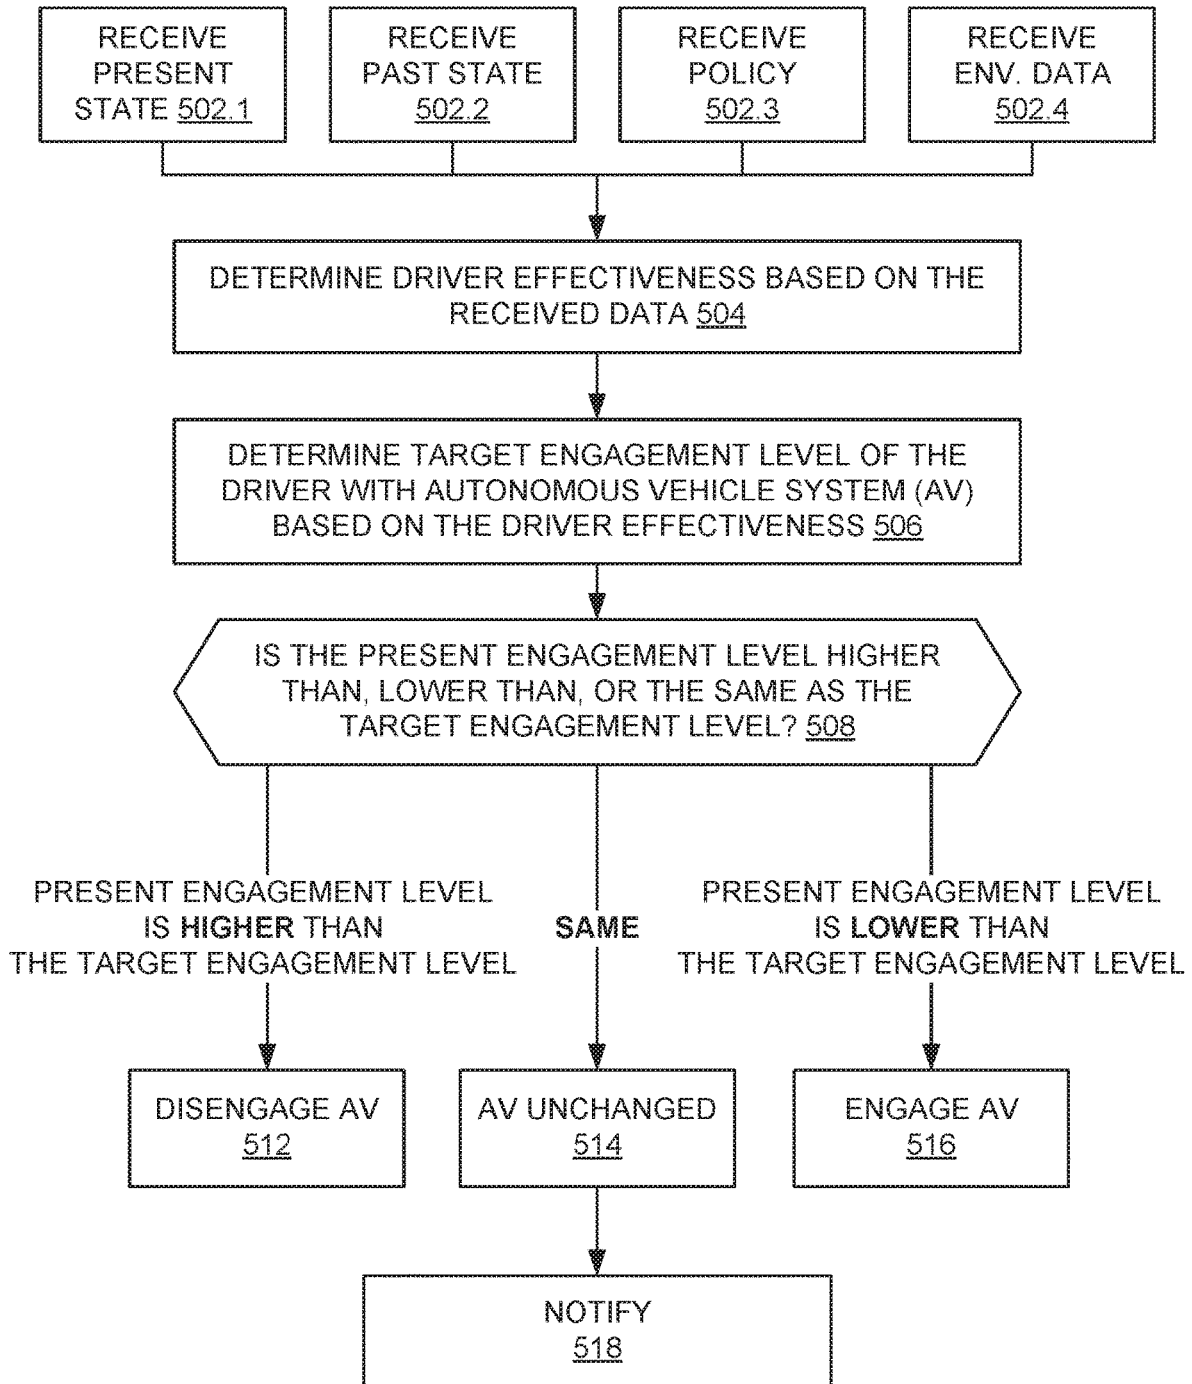 RECEIVE
PRESENT
STATE 502.1
RECEIVE
PAST STATE
502.2
RECEIVE
POLICY
502.3
RECEIVE
ENV. DATA
502.4
DETERMINE DRIVER EFFECTIVENESS BASED ON THE
RECEIVED DATA 504
DETERMINE TARGET ENGAGEMENT LEVEL OF THE
DRIVER WITH AUTONOMOUS VEHICLE SYSTEM (AV)
BASED ON THE DRIVER EFFECTIVENESS 506
IS THE PRESENT ENGAGEMENT LEVEL HIGHER
THAN, LOWER THAN, OR THE SAME AS THE
TARGET ENGAGEMENT LEVEL? 508
PRESENT ENGAGEMENT LEVEL
IS HIGHER THAN
THE TARGET ENGAGEMENT LEVEL
SAME
PRESENT ENGAGEMENT LEVEL
IS LOWER THAN
THE TARGET ENGAGEMENT LEVEL
DISENGAGE AV
512
AV UNCHANGED
514
ENGAGE AV
516
NOTIFY
518